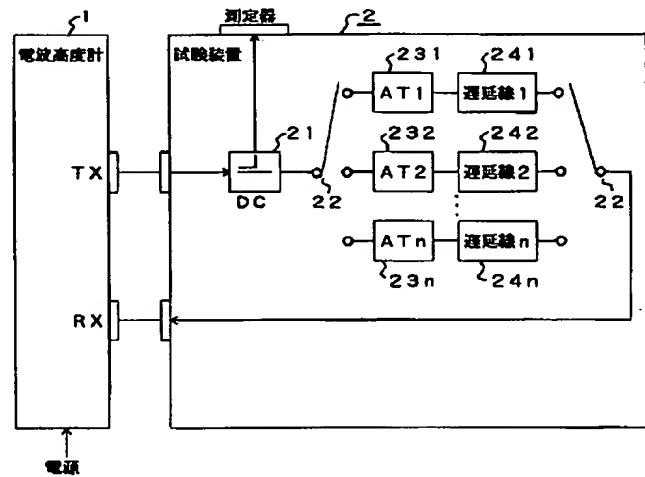 測定器
1
2
電波高度計
試験装置
231
241
AT1
遅延線1
21
232
242
TX
DC
22
AT2
遅延線2
22
ATn
遅延線n
23n
24n
RX
電源